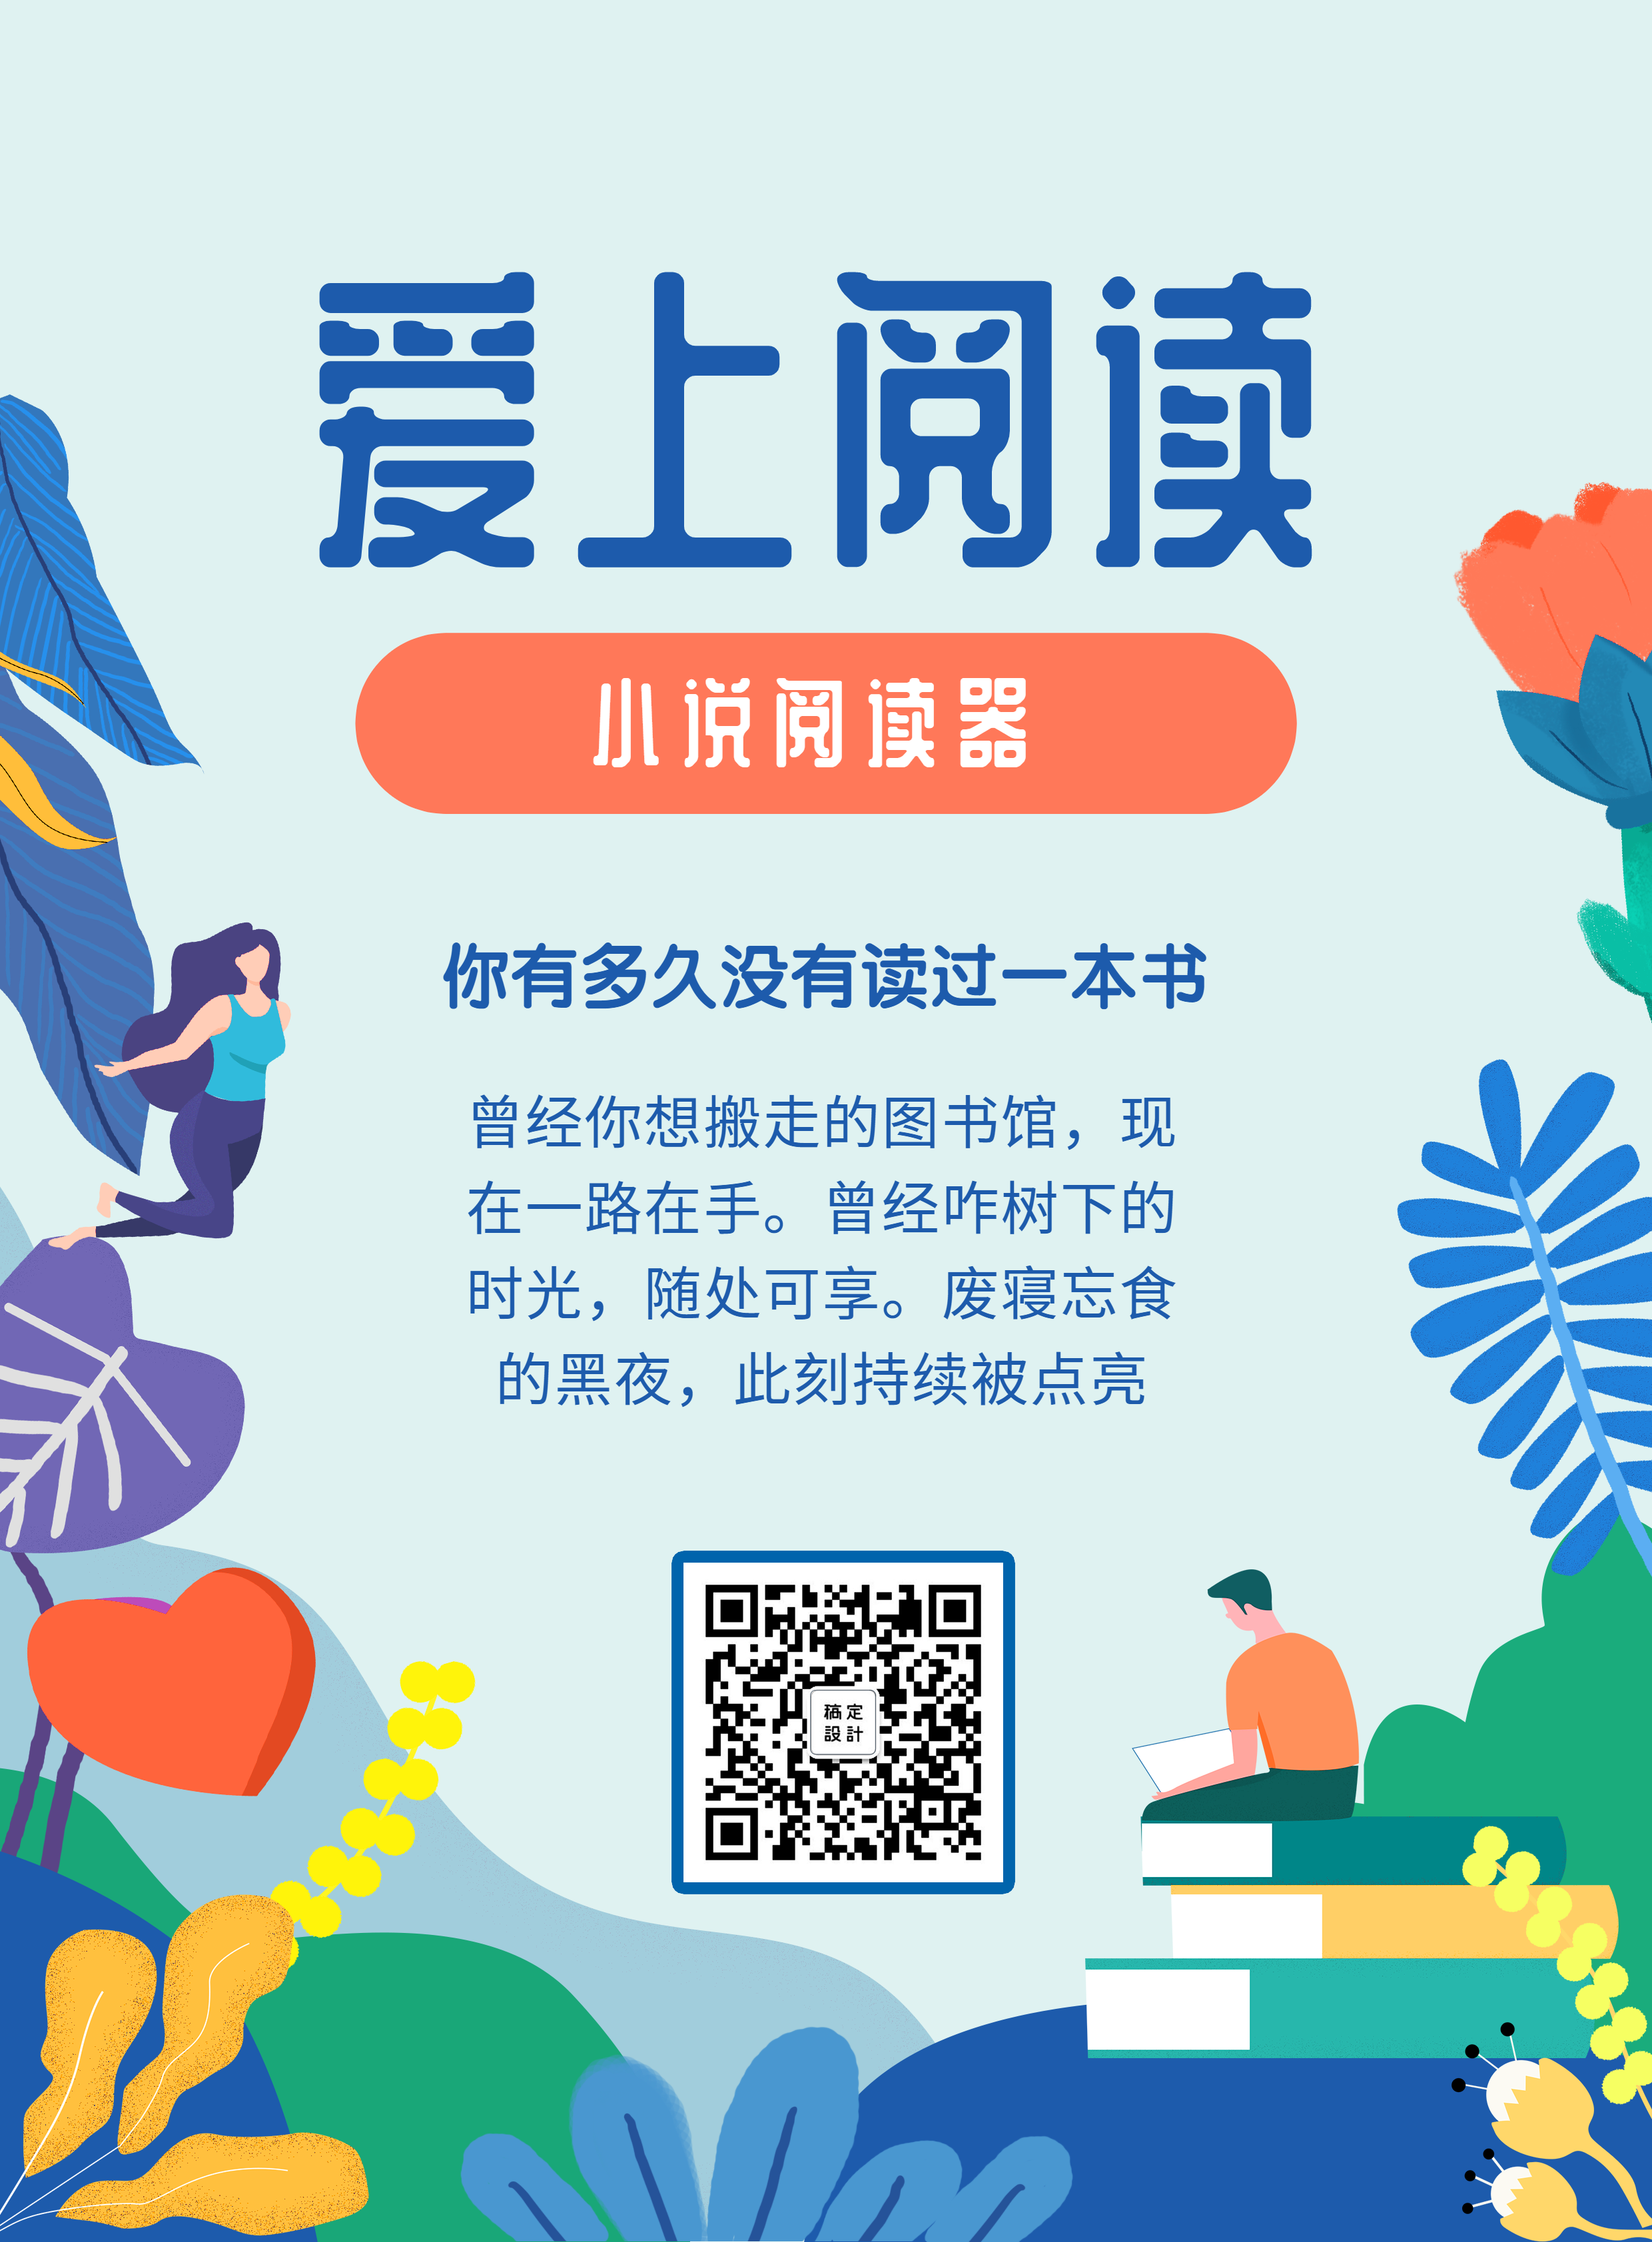 爱上阅读
小说阅读器
你有多久没有读过一本书
曾经你想搬走的图书馆，现
在一路在手。曾经咋树下的
时光，随处可享。废寝忘食
的黑夜，此刻持续被点亮
稿定
設計